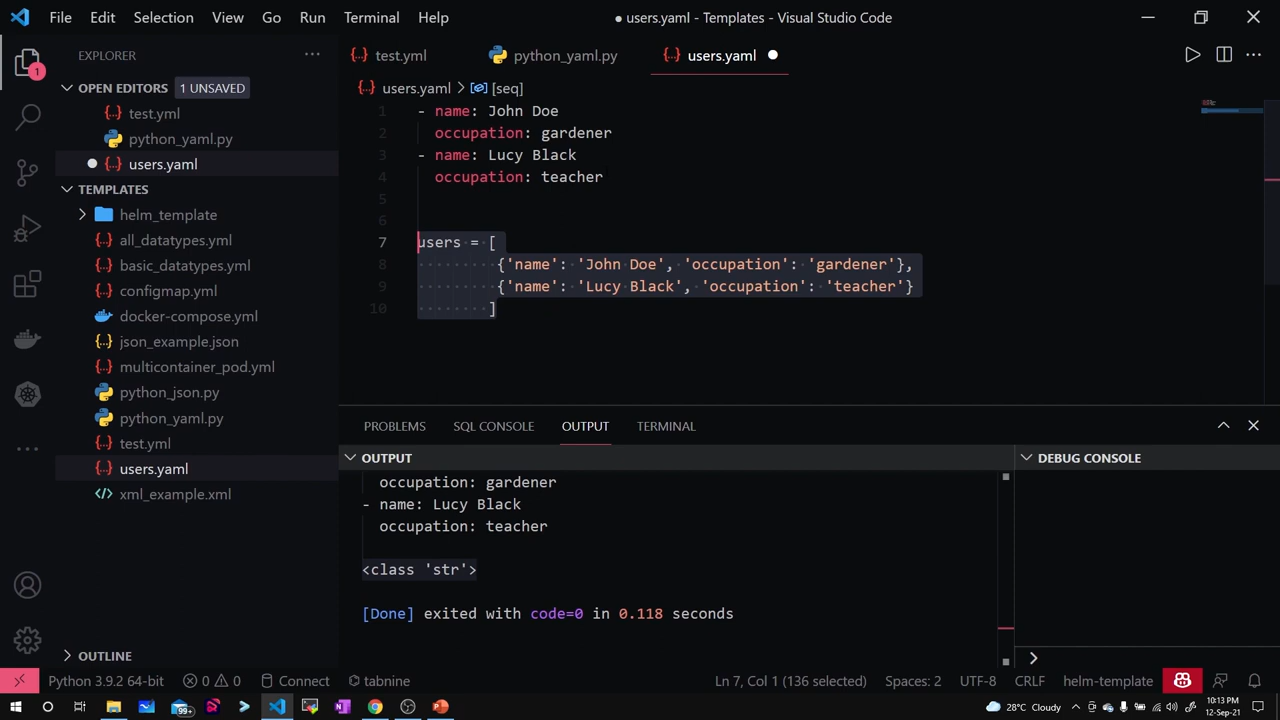 File Edit Selection View Go Run Terminal Help
● users.yaml - Templates - Visual Studio Code
EXPLORER
OPEN EDITORS 1 UNSAVED
test.yml
python_yaml.py
users.yaml
TEMPLATES
helm_template
all_datatypes.yml
basic_datatypes.yml
configmap.yml
docker-compose.yml
json_example.json
multicontainer_pod.yml
python_json.py
python_yaml.py
test.yml
users.yaml
xml_example.xml
OUTLINE
1
test.yml python_yaml.py users.yaml
users.yaml > [seq]
1 - name: John Doe
2 occupation: gardener
3 - name: Lucy Black
4 occupation: teacher
5
6
7 users = [
8 {'name': 'John Doe', 'occupation': 'gardener'},
9 {'name': 'Lucy Black', 'occupation': 'teacher'}
10 ]
PROBLEMS SQL CONSOLE OUTPUT TERMINAL
OUTPUT
occupation: gardener
- name: Lucy Black
occupation: teacher
<class 'str'>
[Done] exited with code=0 in 0.118 seconds
DEBUG CONSOLE
Python 3.9.2 64-bit 0 0 Connect tabnine Ln 7, Col 1 (136 selected) Spaces: 2 UTF-8 CRLF helm-template
99+ 28°C Cloudy 10:13 PM
12-Sep-21